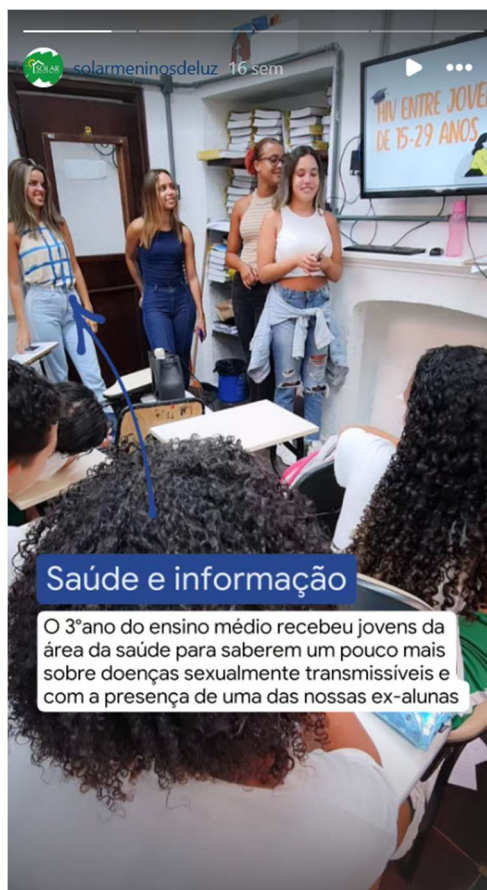 SOLAR
solarmeninosdeluz 16 sem
HIV ENTRE JOVE
DE 15-29 ANOS
Saúde e informação
O 3°ano do ensino médio recebeu jovens da
área da saúde para saberem um pouco mais
sobre doenças sexualmente transmissíveis e
com a presença de uma das nossas ex-alunas